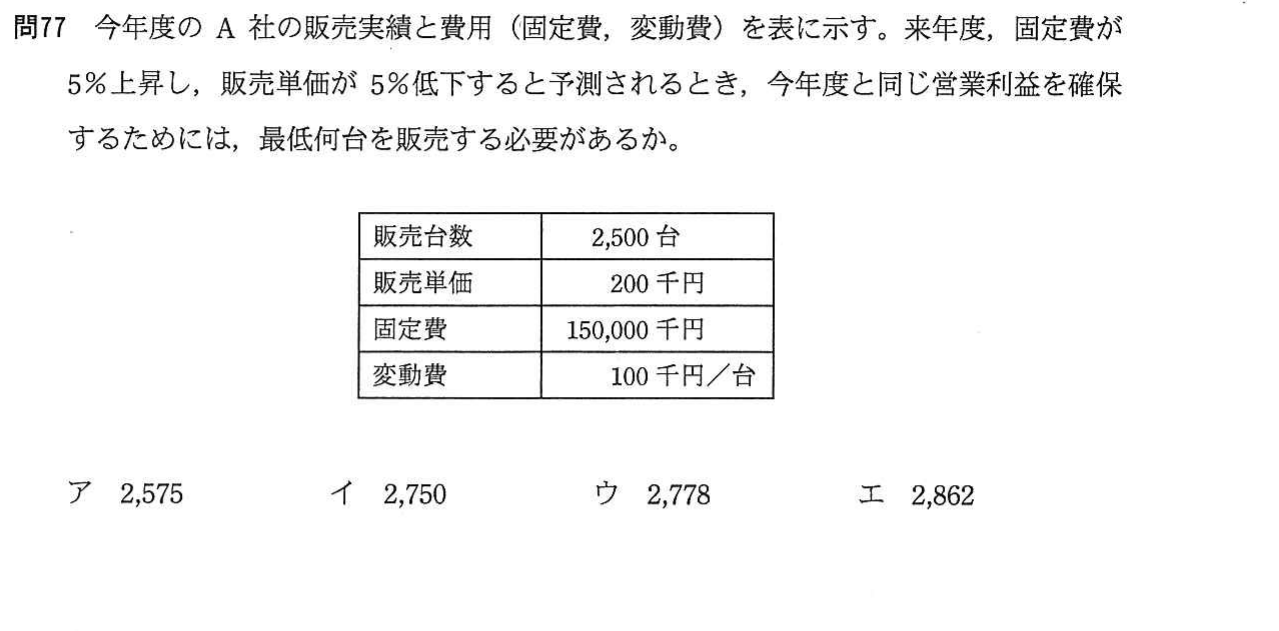 問77 今年度の A 社の販売実績と費用（固定費，変動費）を表に示す。来年度，固定費が
5％上昇し，販売単価が 5％低下すると予測されるとき，今年度と同じ営業利益を確保
するためには，最低何台を販売する必要があるか。
販売台数 2,500 台
販売単価 200 千円
固定費 150,000 千円
変動費 100 千円／台
ア 2,575 イ 2,750 ウ 2,778 エ 2,862